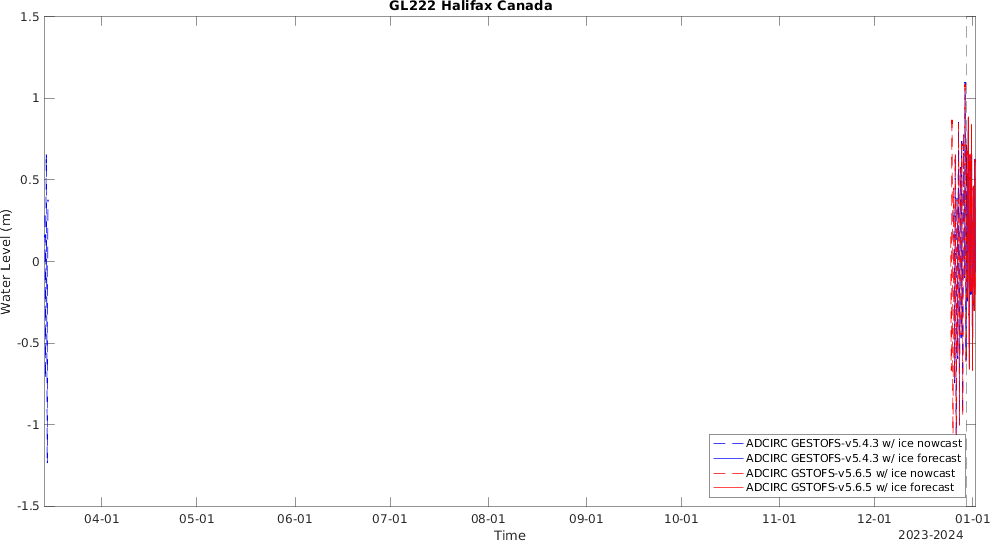 GL222 Halifax Canada
1.5
1
0.5
0
-0.5
-1
-1.5
Water Level (m)
04-01 05-01 06-01 07-01 08-01 09-01 10-01 11-01 12-01 01-01
2023-2024
Time
ADCIRC GESTOFS-v5.4.3 w/ ice nowcast
ADCIRC GESTOFS-v5.4.3 w/ ice forecast
ADCIRC GSTOFS-v5.6.5 w/ ice nowcast
ADCIRC GSTOFS-v5.6.5 w/ ice forecast